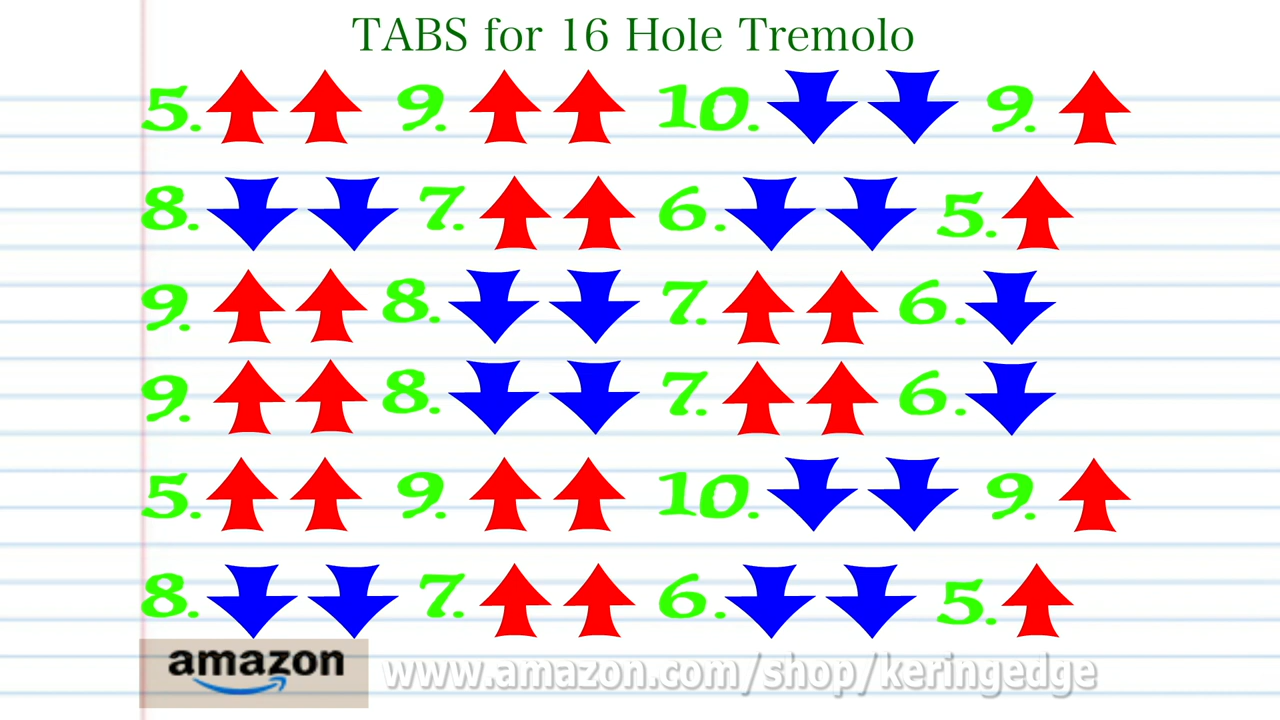 TABS for 16 Hole Tremolo
5. 9. 10. 9.
8. 7. 6. 5.
9. 8. 7. 6.
9. 8. 7. 6.
5. 9. 10. 9.
8. 7. 6. 5.
amazon www.amazon.com/shop/keringedge